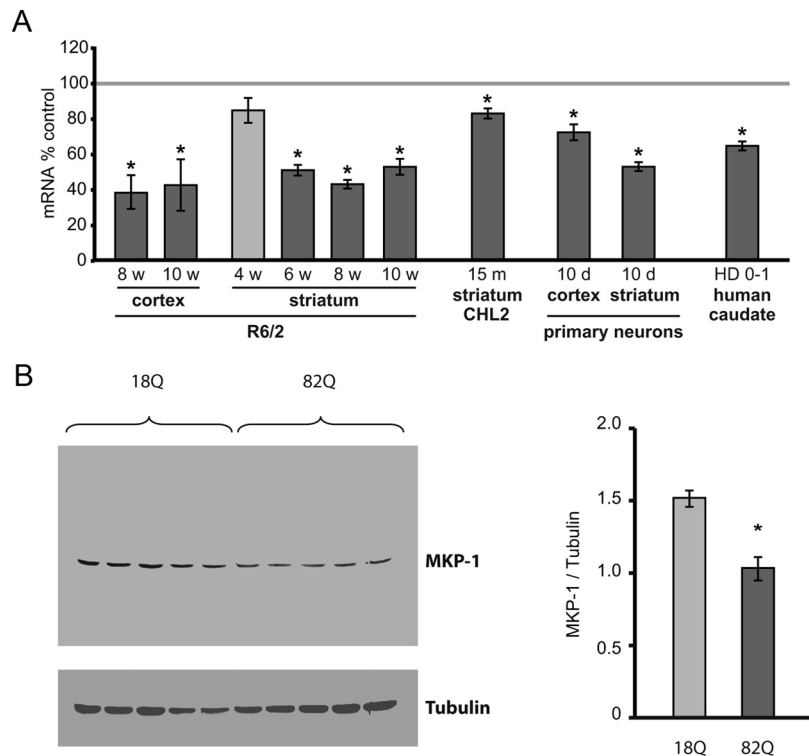 A
mRNA % control
120
100
80
60
40
20
0
* * * * * * * * *
8 w 10 w 4 w 6 w 8 w 10 w 15 m 10 d 10 d HD 0-1
cortex striatum striatum cortex striatum human
CHL2 caudate
R6/2 primary neurons
B
18Q 82Q
MKP-1
Tubulin
MKP-1 / Tubulin
2.0
1.5
1.0
0.5
0
*
18Q 82Q